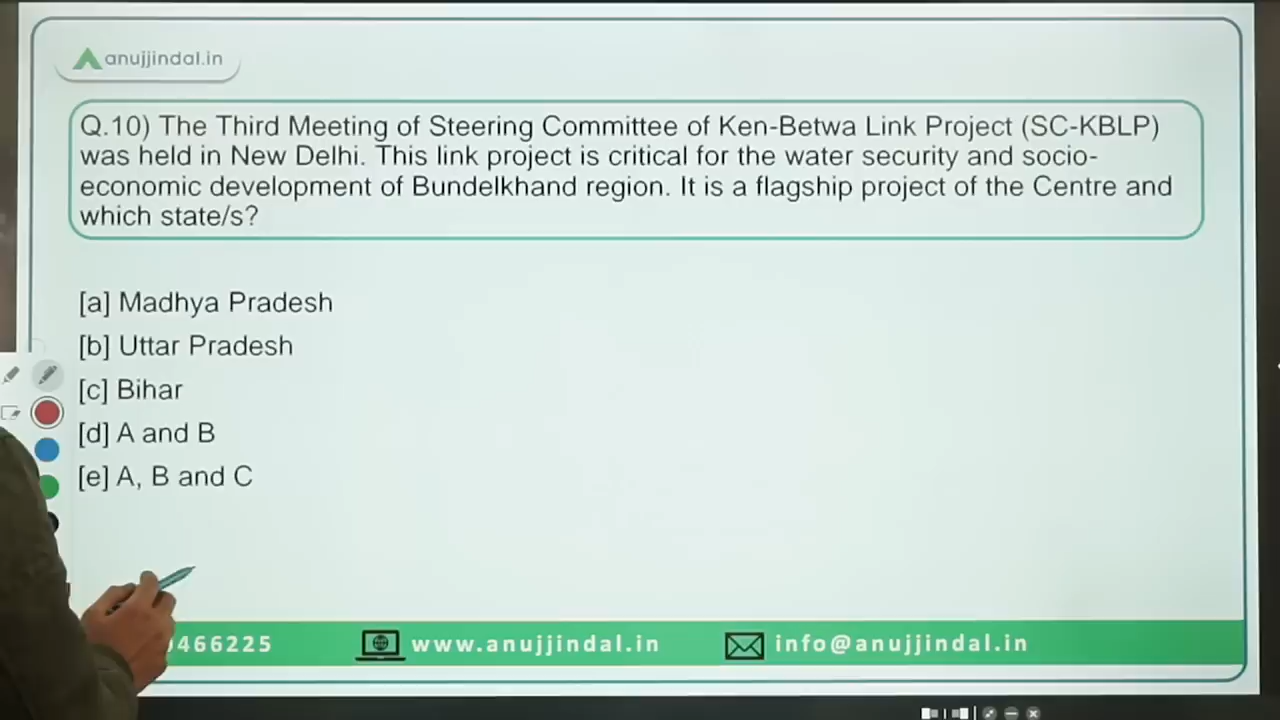 anujjindal.in
Q.10) The Third Meeting of Steering Committee of Ken-Betwa Link Project (SC-KBLP)
was held in New Delhi. This link project is critical for the water security and socio-
economic development of Bundelkhand region. It is a flagship project of the Centre and
which state/s?
[a] Madhya Pradesh
[b] Uttar Pradesh
[c] Bihar
[d] A and B
[e] A, B and C
466225 www.anujjindal.in info@anujjindal.in